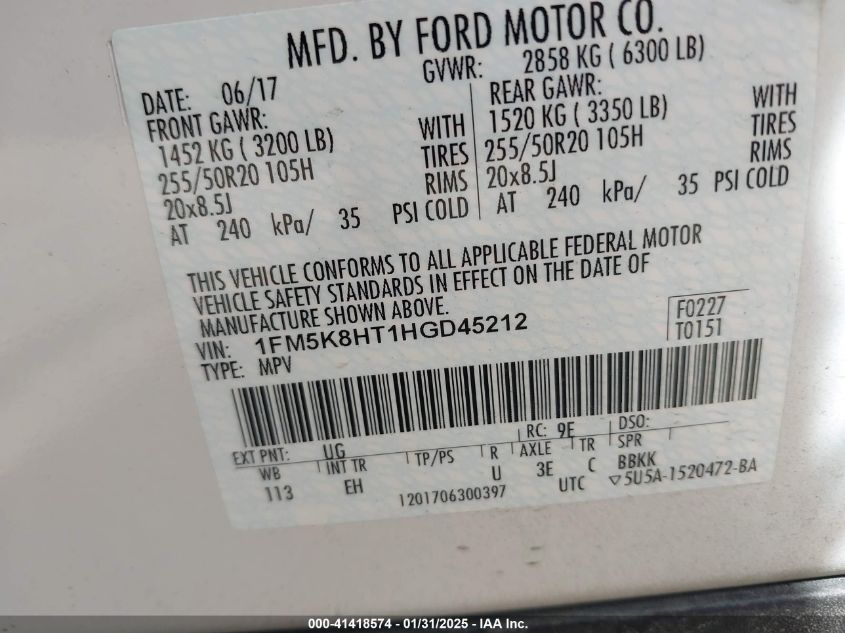 MFD. BY FORD MOTOR CO.
DATE: 06/17 GVWR: 2858 KG ( 6300 LB)
FRONT GAWR: REAR GAWR:
1452 KG ( 3200 LB) WITH 1520 KG ( 3350 LB) WITH
255/50R20 105H TIRES 255/50R20 105H TIRES
20x8.5J RIMS 20x8.5J RIMS
AT 240 kPa/ 35 PSI COLD AT 240 kPa/ 35 PSI COLD
THIS VEHICLE CONFORMS TO ALL APPLICABLE FEDERAL MOTOR
VEHICLE SAFETY STANDARDS IN EFFECT ON THE DATE OF
MANUFACTURE SHOWN ABOVE.
VIN: 1FM5K8HT1HGD45212 F0227
TYPE: MPV T0151
EXT PNT: UG RC: 9E DSO:
WB INT TR TP/PS R AXLE TR SPR
113 EH U 3E C BBKK
1201706300397 UTC ▽5U5A-1520472-BA
000-41418574 - 01/31/2025 - IAA Inc.